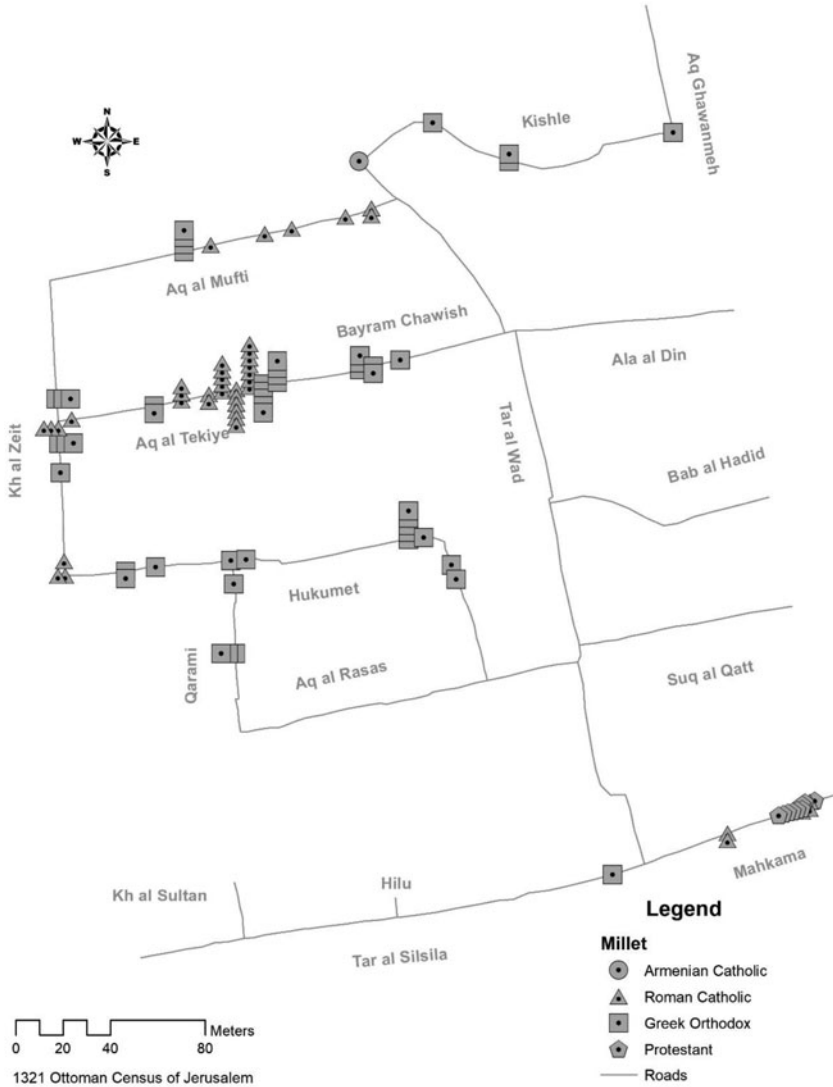 N
W E
S
Kishle
Aq Ghawanmeh
Aq al Mufti
Bayram Chawish
Ala al Din
Kh al Zeit
Aq al Tekiye
Tar al Wad
Bab al Hadid
Hukumet
Qarami
Aq al Rasas
Suq al Qatt
Mahkama
Kh al Sultan
Hilu
Tar al Silsila
Legend
Millet
Armenian Catholic
Roman Catholic
Greek Orthodox
Protestant
Roads
Meters
0 20 40 80
1321 Ottoman Census of Jerusalem